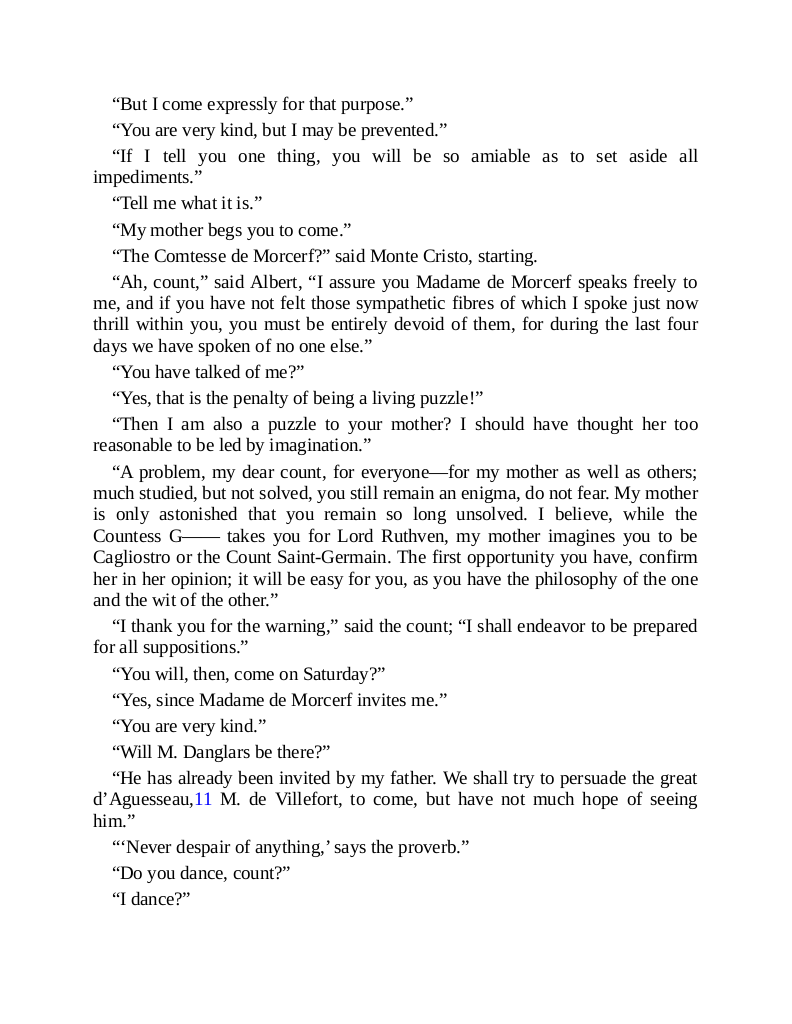 “But I come expressly for that purpose.”
“You are very kind, but I may be prevented.”
“If I tell you one thing, you will be so amiable as to set aside all
impediments.”
“Tell me what it is.”
“My mother begs you to come.”
“The Comtesse de Morcerf?” said Monte Cristo, starting.
“Ah, count,” said Albert, “I assure you Madame de Morcerf speaks freely to
me, and if you have not felt those sympathetic fibres of which I spoke just now
thrill within you, you must be entirely devoid of them, for during the last four
days we have spoken of no one else.”
“You have talked of me?”
“Yes, that is the penalty of being a living puzzle!”
“Then I am also a puzzle to your mother? I should have thought her too
reasonable to be led by imagination.”
“A problem, my dear count, for everyone—for my mother as well as others;
much studied, but not solved, you still remain an enigma, do not fear. My mother
is only astonished that you remain so long unsolved. I believe, while the
Countess G—— takes you for Lord Ruthven, my mother imagines you to be
Cagliostro or the Count Saint-Germain. The first opportunity you have, confirm
her in her opinion; it will be easy for you, as you have the philosophy of the one
and the wit of the other.”
“I thank you for the warning,” said the count; “I shall endeavor to be prepared
for all suppositions.”
“You will, then, come on Saturday?”
“Yes, since Madame de Morcerf invites me.”
“You are very kind.”
“Will M. Danglars be there?”
“He has already been invited by my father. We shall try to persuade the great
d’Aguesseau,11 M. de Villefort, to come, but have not much hope of seeing
him.”
“‘Never despair of anything,’ says the proverb.”
“Do you dance, count?”
“I dance?”